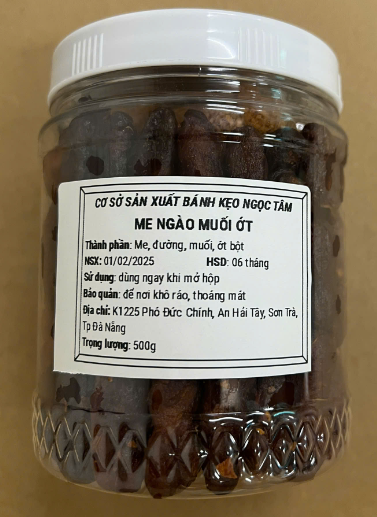 CƠ SỞ SẢN XUẤT BÁNH KẸO NGỌC TÂM
ME NGÀO MUỐI ỚT
Thành phần: Me, đường, muối, ớt bột
NSX: 01/02/2025 HSD: 06 tháng
Sử dụng: dùng ngay khi mở hộp
Bảo quản: để nơi khô ráo, thoáng mát
Địa chỉ: K1225 Phó Đức Chính, An Hải Tây, Sơn Trà,
Tp Đà Nẵng
Trọng lượng: 500g